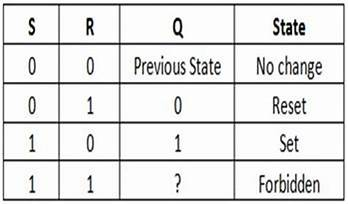 S R Q State
0 0 Previous State No change
0 1 0 Reset
1 0 1 Set
1 1 ? Forbidden